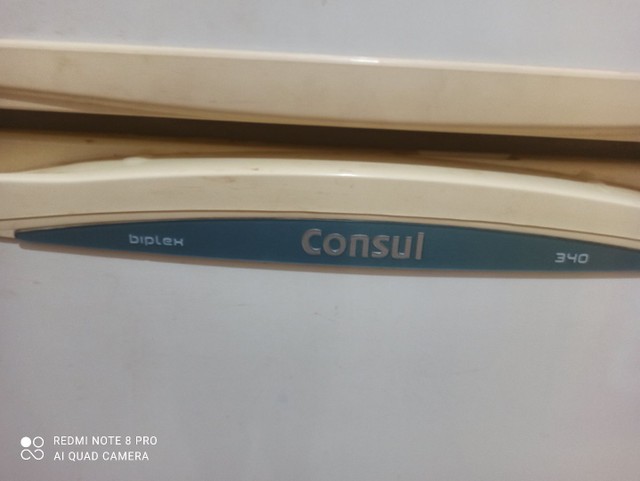 biplex Consul 340
REDMI NOTE 8 PRO
AI QUAD CAMERA